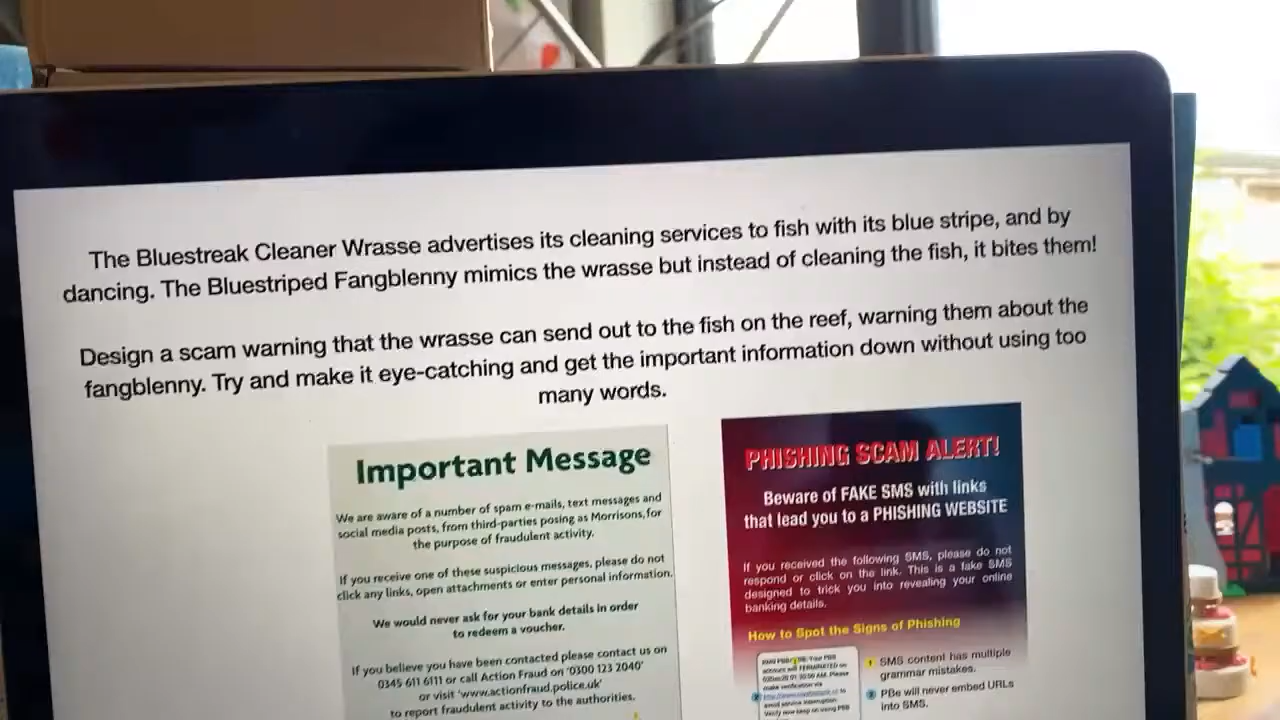 The Bluestreak Cleaner Wrasse advertises its cleaning services to fish with its blue stripe, and by
dancing. The Bluestriped Fangblenny mimics the wrasse but instead of cleaning the fish, it bites them!
Design a scam warning that the wrasse can send out to the fish on the reef, warning them about the
fangblenny. Try and make it eye-catching and get the important information down without using too
many words.
Important Message
We are aware of a number of spam e-mails, text messages and
social media posts, from third-parties posing as Morrisons, for
the purpose of fraudulent activity.
If you receive one of these suspicious messages, please do not
click any links, open attachments or enter personal information.
We would never ask for your bank details in order
to redeem a voucher.
If you believe you have been contacted please contact us on
0345 611 6111 or call Action Fraud on '0300 123 2040'
or visit 'www.actionfraud.police.uk'
to report fraudulent activity to the authorities.
PHISHING SCAM ALERT!
Beware of FAKE SMS with links
that lead you to a PHISHING WEBSITE
If you received the following SMS, please do not
respond or click on the link. This is a fake SMS
designed to trick you into revealing your online
banking details.
How to Spot the Signs of Phishing
1 SMS content has multiple
grammar mistakes.
2 PBe will never embed URLs
into SMS.